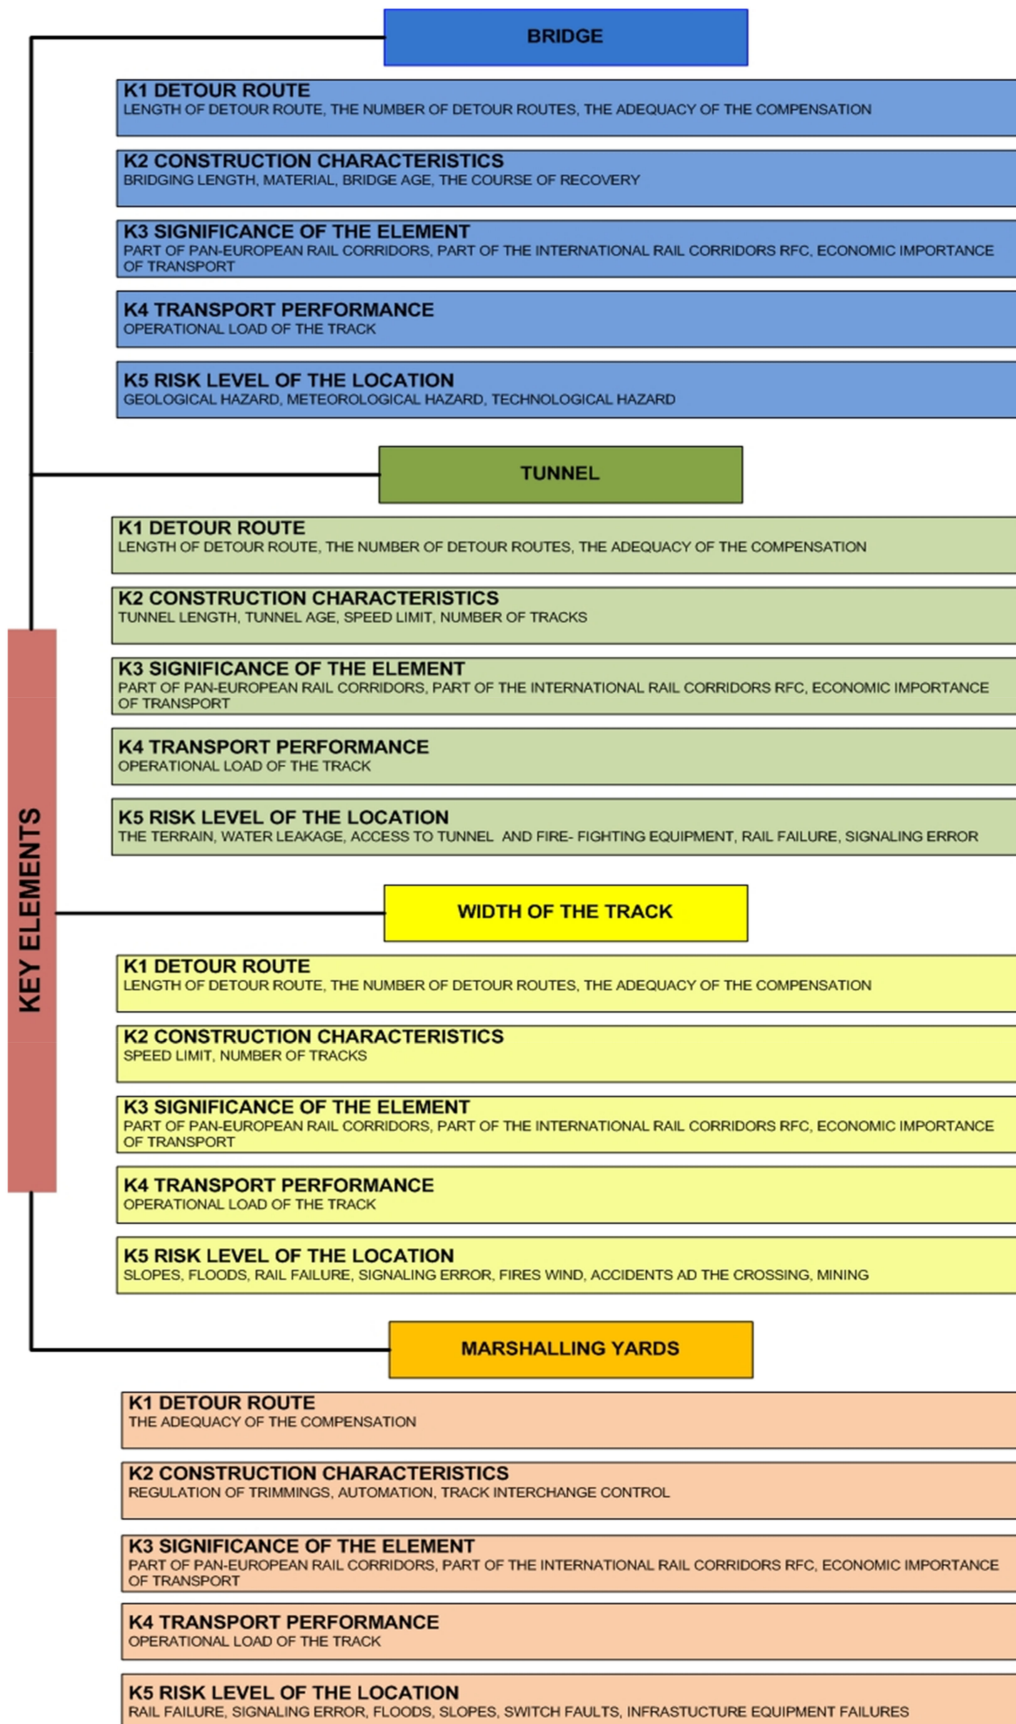 BRIDGE
K1 DETOUR ROUTE
LENGTH OF DETOUR ROUTE, THE NUMBER OF DETOUR ROUTES, THE ADEQUACY OF THE COMPENSATION
K2 CONSTRUCTION CHARACTERISTICS
BRIDGING LENGTH, MATERIAL, BRIDGE AGE, THE COURSE OF RECOVERY
K3 SIGNIFICANCE OF THE ELEMENT
PART OF PAN-EUROPEAN RAIL CORRIDORS, PART OF THE INTERNATIONAL RAIL CORRIDORS RFC, ECONOMIC IMPORTANCE
OF TRANSPORT
K4 TRANSPORT PERFORMANCE
OPERATIONAL LOAD OF THE TRACK
K5 RISK LEVEL OF THE LOCATION
GEOLOGICAL HAZARD, METEOROLOGICAL HAZARD, TECHNOLOGICAL HAZARD
TUNNEL
K1 DETOUR ROUTE
LENGTH OF DETOUR ROUTE, THE NUMBER OF DETOUR ROUTES, THE ADEQUACY OF THE COMPENSATION
K2 CONSTRUCTION CHARACTERISTICS
TUNNEL LENGTH, TUNNEL AGE, SPEED LIMIT, NUMBER OF TRACKS
K3 SIGNIFICANCE OF THE ELEMENT
PART OF PAN-EUROPEAN RAIL CORRIDORS, PART OF THE INTERNATIONAL RAIL CORRIDORS RFC, ECONOMIC IMPORTANCE
OF TRANSPORT
K4 TRANSPORT PERFORMANCE
OPERATIONAL LOAD OF THE TRACK
K5 RISK LEVEL OF THE LOCATION
THE TERRAIN, WATER LEAKAGE, ACCESS TO TUNNEL AND FIRE- FIGHTING EQUIPMENT, RAIL FAILURE, SIGNALING ERROR
KEY ELEMENTS
WIDTH OF THE TRACK
K1 DETOUR ROUTE
LENGTH OF DETOUR ROUTE, THE NUMBER OF DETOUR ROUTES, THE ADEQUACY OF THE COMPENSATION
K2 CONSTRUCTION CHARACTERISTICS
SPEED LIMIT, NUMBER OF TRACKS
K3 SIGNIFICANCE OF THE ELEMENT
PART OF PAN-EUROPEAN RAIL CORRIDORS, PART OF THE INTERNATIONAL RAIL CORRIDORS RFC, ECONOMIC IMPORTANCE
OF TRANSPORT
K4 TRANSPORT PERFORMANCE
OPERATIONAL LOAD OF THE TRACK
K5 RISK LEVEL OF THE LOCATION
SLOPES, FLOODS, RAIL FAILURE, SIGNALING ERROR, FIRES WIND, ACCIDENTS AD THE CROSSING, MINING
MARSHALLING YARDS
K1 DETOUR ROUTE
THE ADEQUACY OF THE COMPENSATION
K2 CONSTRUCTION CHARACTERISTICS
REGULATION OF TRIMMINGS, AUTOMATION, TRACK INTERCHANGE CONTROL
K3 SIGNIFICANCE OF THE ELEMENT
PART OF PAN-EUROPEAN RAIL CORRIDORS, PART OF THE INTERNATIONAL RAIL CORRIDORS RFC, ECONOMIC IMPORTANCE
OF TRANSPORT
K4 TRANSPORT PERFORMANCE
OPERATIONAL LOAD OF THE TRACK
K5 RISK LEVEL OF THE LOCATION
RAIL FAILURE, SIGNALING ERROR, FLOODS, SLOPES, SWITCH FAULTS, INFRASTUCTURE EQUIPMENT FAILURES